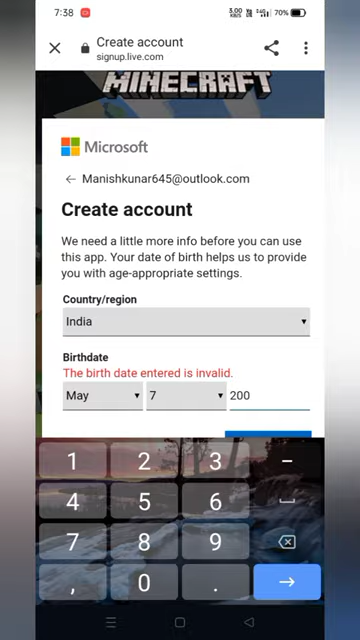 7:38
3.00 KB/S
70%
Create account
signup.live.com
MINECRAFT
Microsoft
← Manishkunar645@outlook.com
Create account
We need a little more info before you can use
this app. Your date of birth helps us to provide
you with age-appropriate settings.
Country/region
India
Birthdate
The birth date entered is invalid.
May 7 200
1 2 3 –
4 5 6
7 8 9
, 0 . →